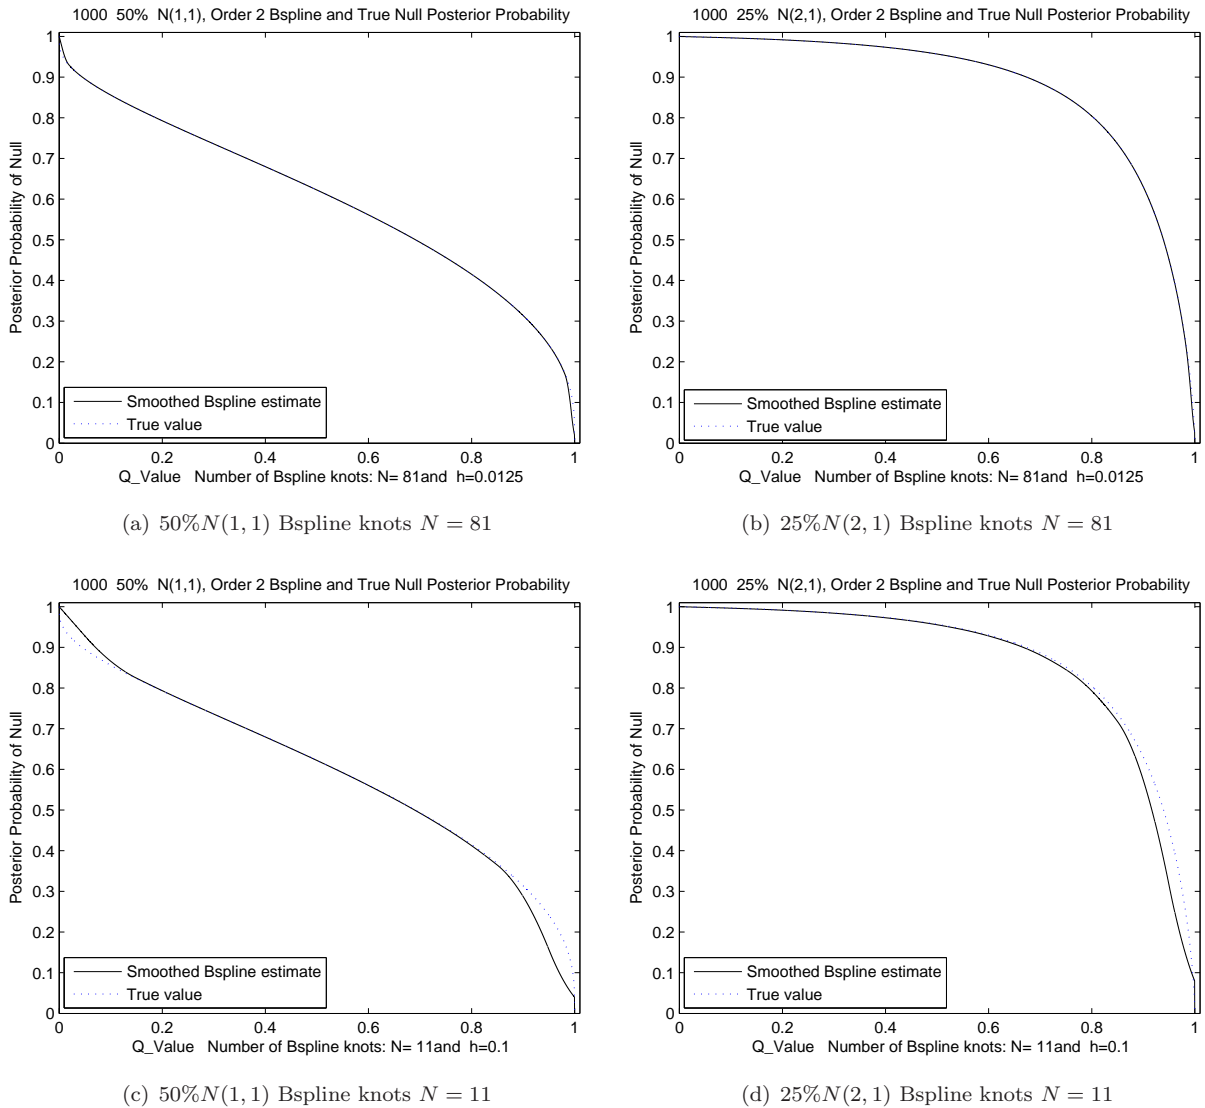 1000 50% N(1,1), Order 2 Bspline and True Null Posterior Probability
1
0.9
0.8
0.7
0.6
0.5
0.4
0.3
0.2
0.1
0
Posterior Probability of Null
Smoothed Bspline estimate
True value
0 0.2 0.4 0.6 0.8 1
Q_Value Number of Bspline knots: N= 81and h=0.0125
(a) 50%N(1, 1) Bspline knots N = 81
1000 25% N(2,1), Order 2 Bspline and True Null Posterior Probability
1
0.9
0.8
0.7
0.6
0.5
0.4
0.3
0.2
0.1
0
Posterior Probability of Null
Smoothed Bspline estimate
True value
0 0.2 0.4 0.6 0.8 1
Q_Value Number of Bspline knots: N= 81and h=0.0125
(b) 25%N(2, 1) Bspline knots N = 81
1000 50% N(1,1), Order 2 Bspline and True Null Posterior Probability
1
0.9
0.8
0.7
0.6
0.5
0.4
0.3
0.2
0.1
0
Posterior Probability of Null
Smoothed Bspline estimate
True value
0 0.2 0.4 0.6 0.8 1
Q_Value Number of Bspline knots: N= 11and h=0.1
(c) 50%N(1, 1) Bspline knots N = 11
1000 25% N(2,1), Order 2 Bspline and True Null Posterior Probability
1
0.9
0.8
0.7
0.6
0.5
0.4
0.3
0.2
0.1
0
Posterior Probability of Null
Smoothed Bspline estimate
True value
0 0.2 0.4 0.6 0.8 1
Q_Value Number of Bspline knots: N= 11and h=0.1
(d) 25%N(2, 1) Bspline knots N = 11